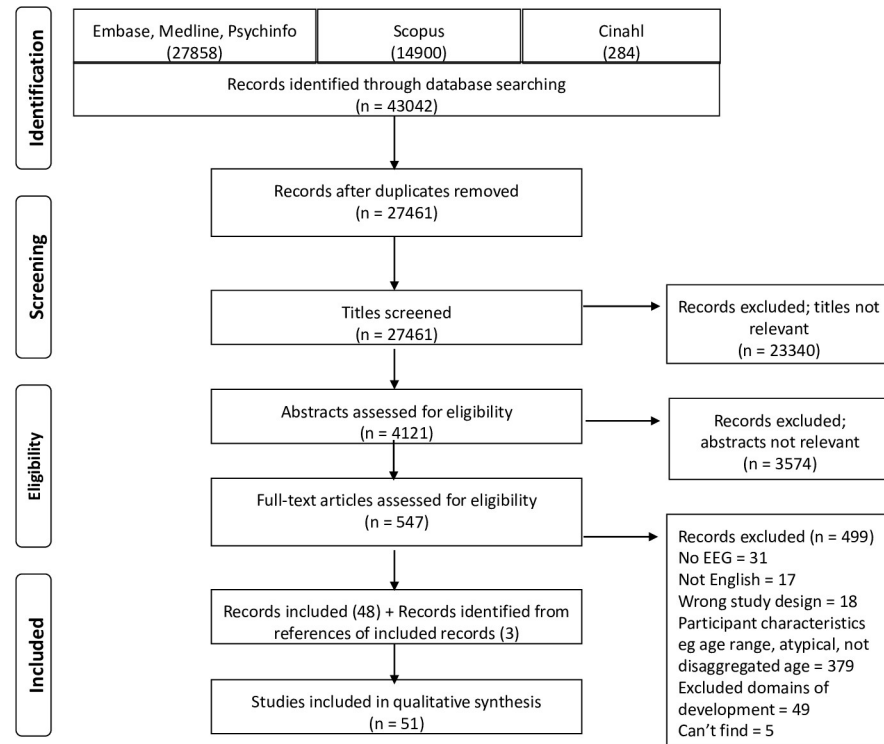 Identification
Embase, Medline, Psychinfo
(27858)
Scopus
(14900)
Cinahl
(284)
Records identified through database searching
(n = 43042)
Screening
Records after duplicates removed
(n = 27461)
Titles screened
(n = 27461)
Records excluded; titles not
relevant
(n = 23340)
Eligibility
Abstracts assessed for eligibility
(n = 4121)
Records excluded;
abstracts not relevant
(n = 3574)
Full-text articles assessed for eligibility
(n = 547)
Records excluded (n = 499)
No EEG = 31
Not English = 17
Wrong study design = 18
Participant characteristics
eg age range, atypical, not
disaggregated age = 379
Excluded domains of
development = 49
Can't find = 5
Included
Records included (48) + Records identified from
references of included records (3)
Studies included in qualitative synthesis
(n = 51)